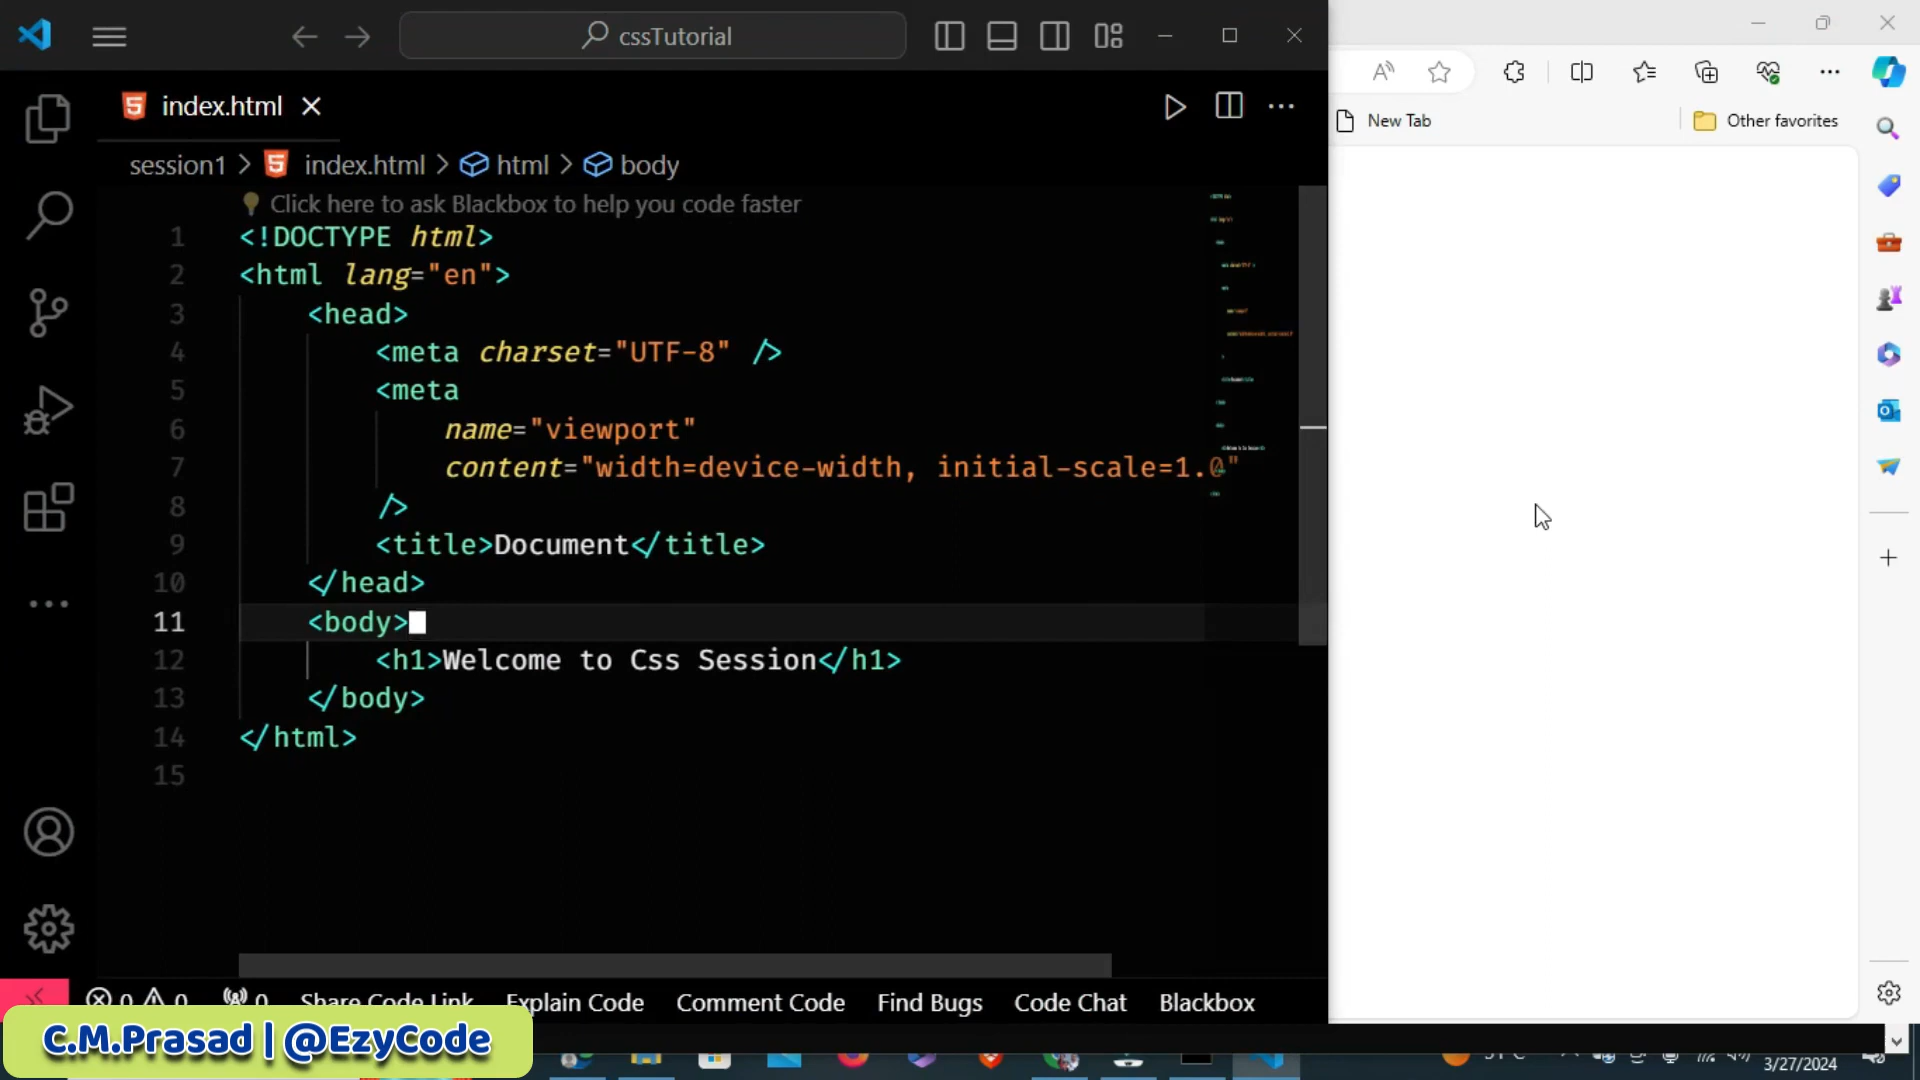 cssTutorial
index.html
New Tab
Other favorites
session1 > index.html > html > body
Click here to ask Blackbox to help you code faster
1 <!DOCTYPE html>
2 <html lang="en">
3 <head>
4 <meta charset="UTF-8" />
5 <meta
6 name="viewport"
7 content="width=device-width, initial-scale=1.0"
8 />
9 <title>Document</title>
10 </head>
11 <body>
12 <h1>Welcome to Css Session</h1>
13 </body>
14 </html>
15
0 0 0 Share Code Link Explain Code Comment Code Find Bugs Code Chat Blackbox
C.M.Prasad | @EzyCode
3/27/2024